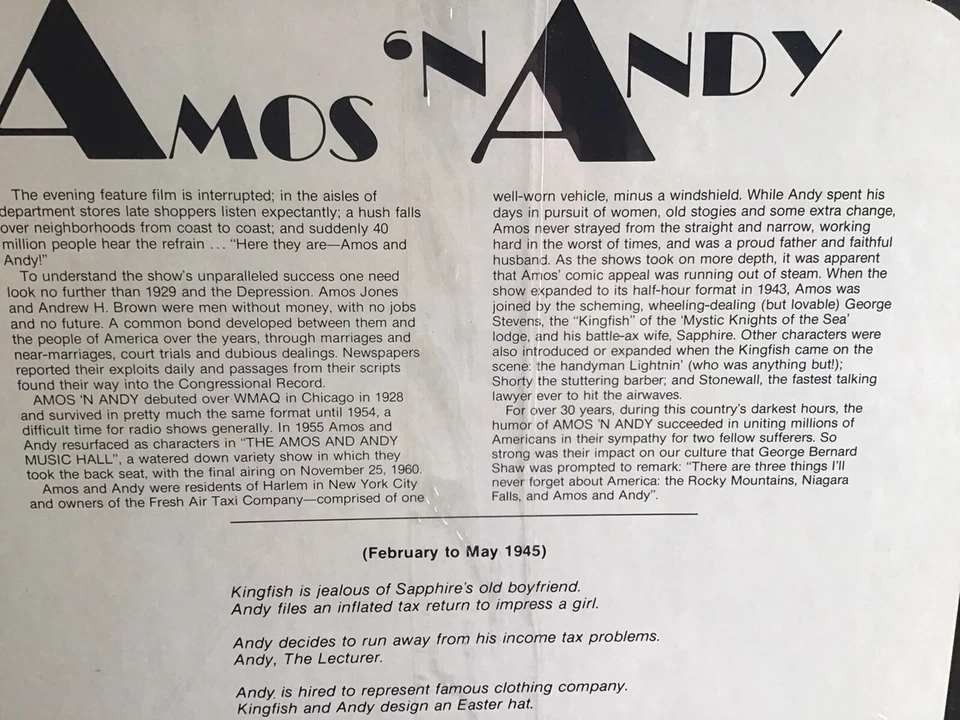 AMOS 'N ANDY
The evening feature film is interrupted; in the aisles of
department stores late shoppers listen expectantly; a hush falls
over neighborhoods from coast to coast; and suddenly 40
million people hear the refrain ... "Here they are—Amos and
Andy!"
To understand the show's unparalleled success one need
look no further than 1929 and the Depression. Amos Jones
and Andrew H. Brown were men without money, with no jobs
and no future. A common bond developed between them and
the people of America over the years, through marriages and
near-marriages, court trials and dubious dealings. Newspapers
reported their exploits daily and passages from their scripts
found their way into the Congressional Record.
AMOS 'N ANDY debuted over WMAQ in Chicago in 1928
and survived in pretty much the same format until 1954, a
difficult time for radio shows generally. In 1955 Amos and
Andy resurfaced as characters in "THE AMOS AND ANDY
MUSIC HALL", a watered down variety show in which they
took the back seat, with the final airing on November 25, 1960.
Amos and Andy were residents of Harlem in New York City
and owners of the Fresh Air Taxi Company—comprised of one
well-worn vehicle, minus a windshield. While Andy spent his
days in pursuit of women, old stogies and some extra change,
Amos never strayed from the straight and narrow, working
hard in the worst of times, and was a proud father and faithful
husband. As the shows took on more depth, it was apparent
that Amos' comic appeal was running out of steam. When the
show expanded to its half-hour format in 1943, Amos was
joined by the scheming, wheeling-dealing (but lovable) George
Stevens, the "Kingfish" of the 'Mystic Knights of the Sea'
lodge, and his battle-ax wife, Sapphire. Other characters were
also introduced or expanded when the Kingfish came on the
scene: the handyman Lightnin' (who was anything but!);
Shorty the stuttering barber; and Stonewall, the fastest talking
lawyer ever to hit the airwaves.
For over 30 years, during this country's darkest hours, the
humor of AMOS 'N ANDY succeeded in uniting millions of
Americans in their sympathy for two fellow sufferers. So
strong was their impact on our culture that George Bernard
Shaw was prompted to remark: "There are three things I'll
never forget about America: the Rocky Mountains, Niagara
Falls, and Amos and Andy".
(February to May 1945)
Kingfish is jealous of Sapphire's old boyfriend.
Andy files an inflated tax return to impress a girl.
Andy decides to run away from his income tax problems.
Andy, The Lecturer.
Andy is hired to represent famous clothing company.
Kingfish and Andy design an Easter hat.